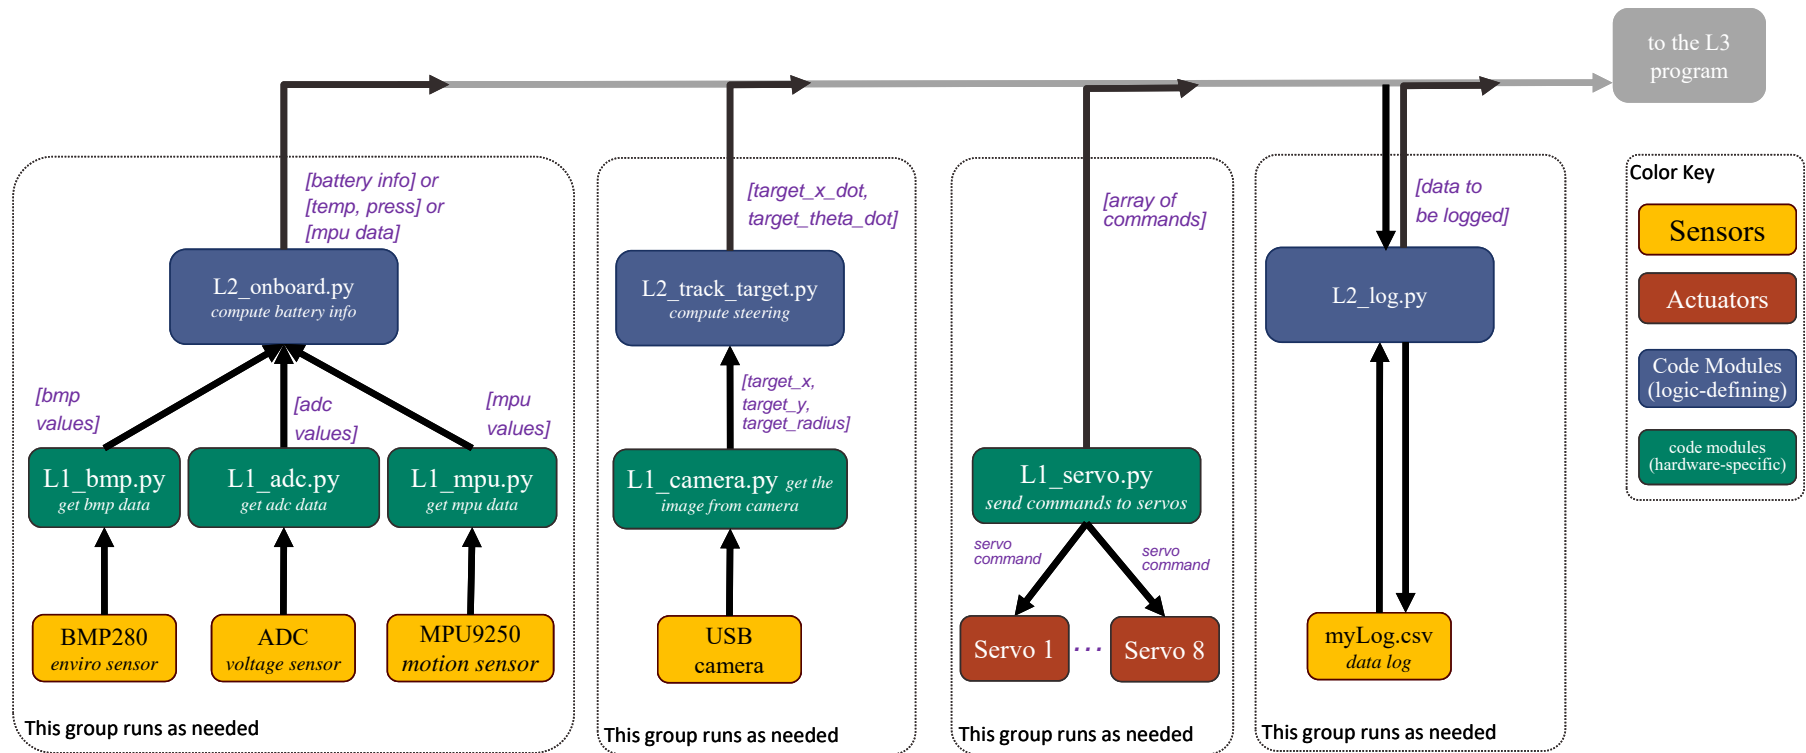 to the L3
program
[battery info] or
[temp, press] or
[mpu data]
L2_onboard.py
compute battery info
[bmp
values]
[adc
values]
[mpu
values]
L1_bmp.py
get bmp data
L1_adc.py
get adc data
L1_mpu.py
get mpu data
BMP280
enviro sensor
ADC
voltage sensor
MPU9250
motion sensor
This group runs as needed
[target_x_dot,
target_theta_dot]
L2_track_target.py
compute steering
[target_x,
target_y,
target_radius]
L1_camera.py get the
image from camera
USB
camera
This group runs as needed
[array of
commands]
L1_servo.py
send commands to servos
servo
command
servo
command
Servo 1
...
Servo 8
This group runs as needed
[data to
be logged]
L2_log.py
myLog.csv
data log
This group runs as needed
Color Key
Sensors
Actuators
Code Modules
(logic-defining)
code modules
(hardware-specific)